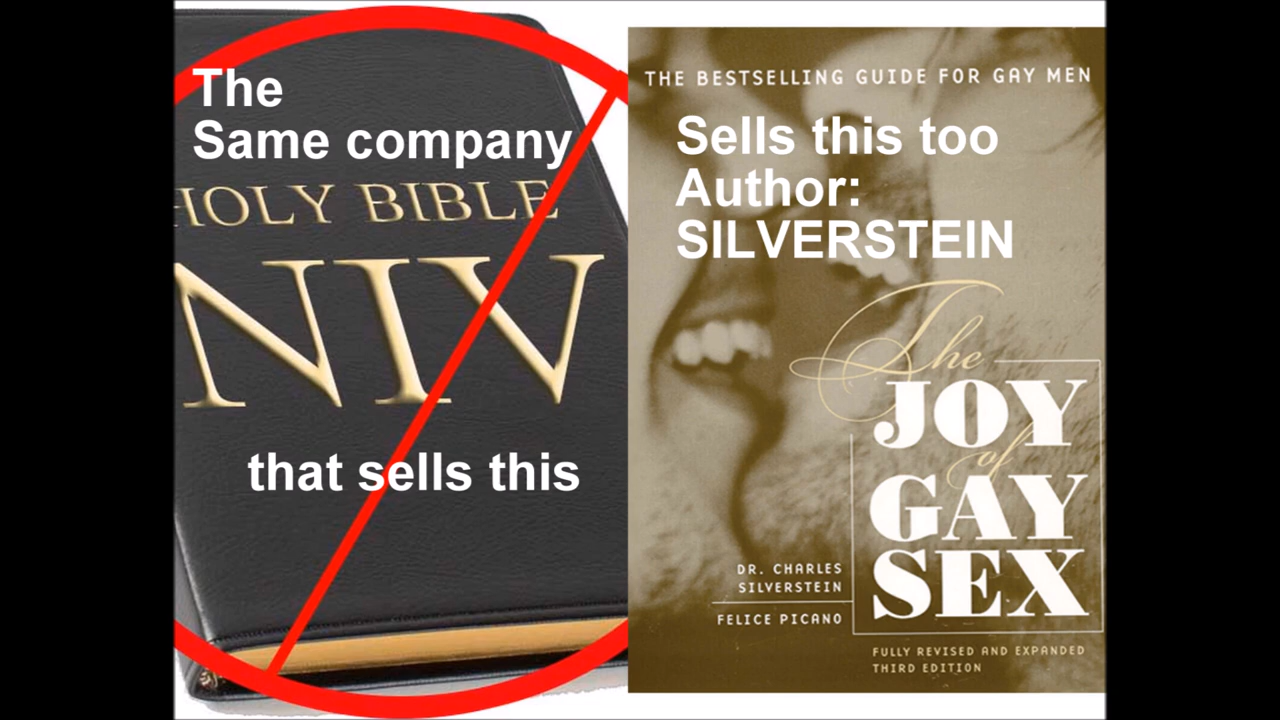 The
Same company
HOLY BIBLE
NIV
that sells this
THE BESTSELLING GUIDE FOR GAY MEN
Sells this too
Author:
SILVERSTEIN
The
JOY
of
GAY
SEX
DR. CHARLES
SILVERSTEIN
FELICE PICANO
FULLY REVISED AND EXPANDED
THIRD EDITION